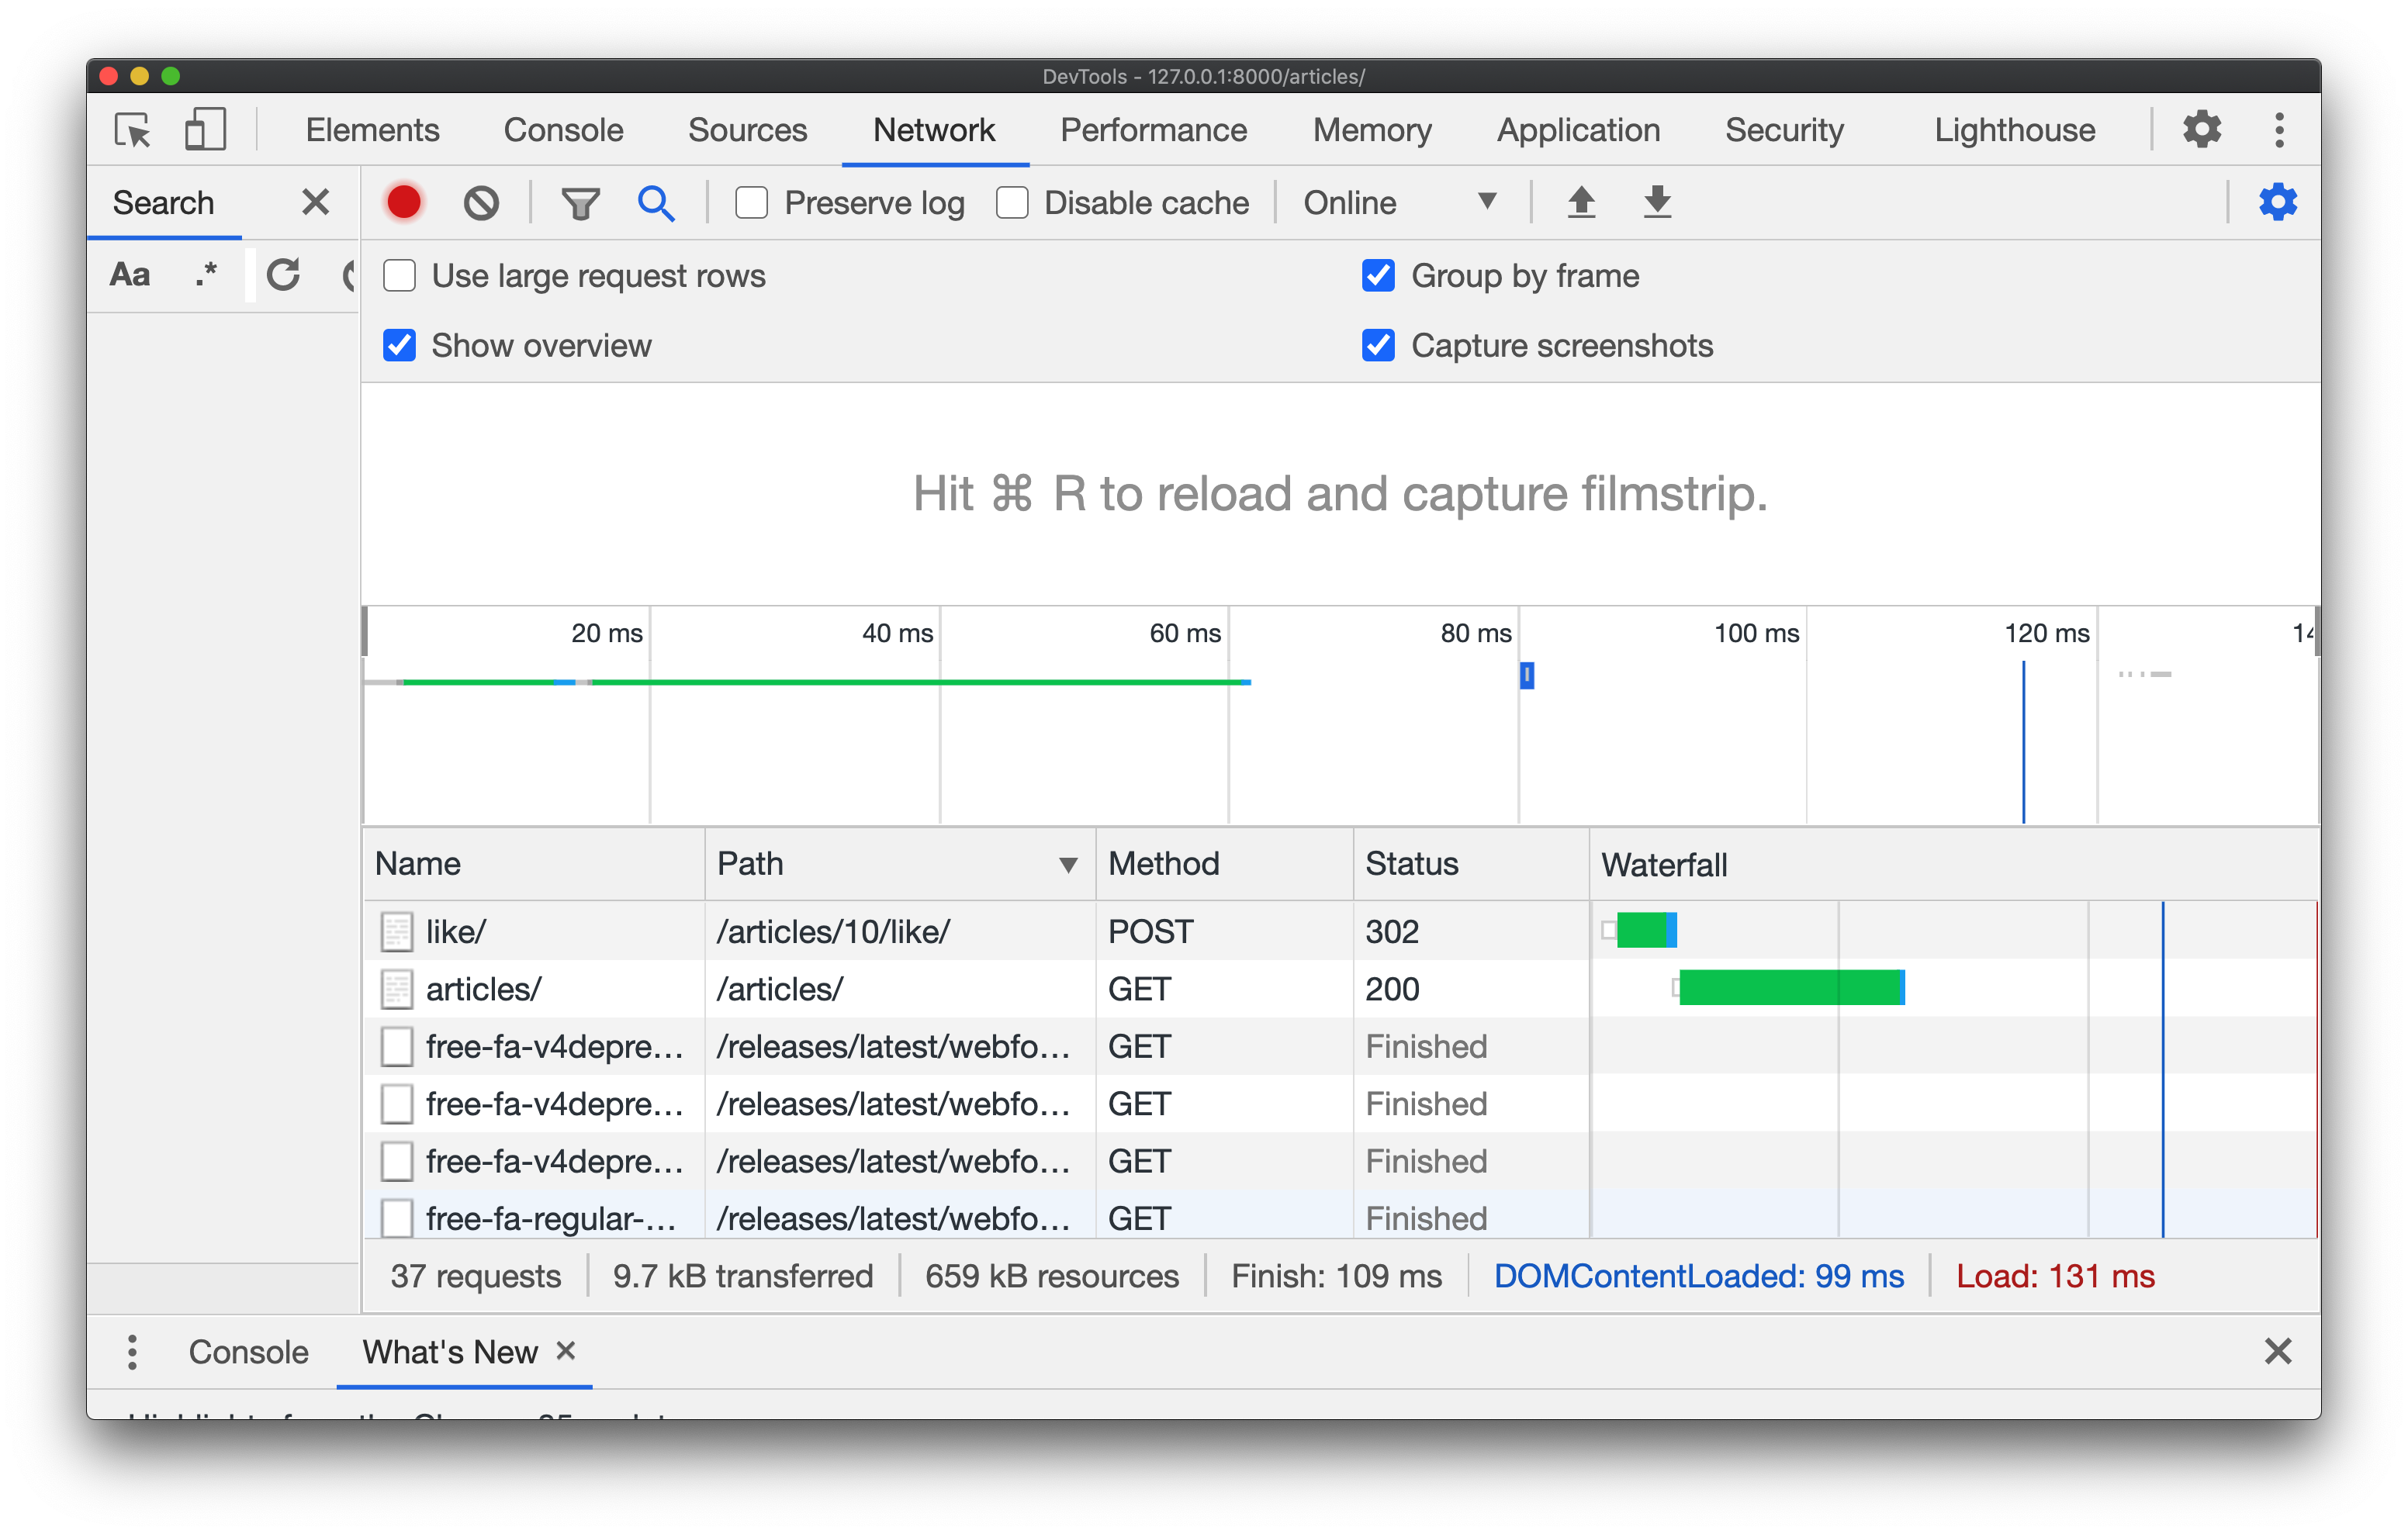 DevTools - 127.0.0.1:8000/articles/
Elements Console Sources Network Performance Memory Application Security Lighthouse
Search Preserve log Disable cache Online
Aa .* Use large request rows Group by frame
Show overview Capture screenshots
Hit ⌘ R to reload and capture filmstrip.
20 ms 40 ms 60 ms 80 ms 100 ms 120 ms
Name Path Method Status Waterfall
like/ /articles/10/like/ POST 302
articles/ /articles/ GET 200
free-fa-v4depre… /releases/latest/webfo… GET Finished
free-fa-v4depre… /releases/latest/webfo… GET Finished
free-fa-v4depre… /releases/latest/webfo… GET Finished
free-fa-regular-… /releases/latest/webfo… GET Finished
37 requests 9.7 kB transferred 659 kB resources Finish: 109 ms DOMContentLoaded: 99 ms Load: 131 ms
Console What's New